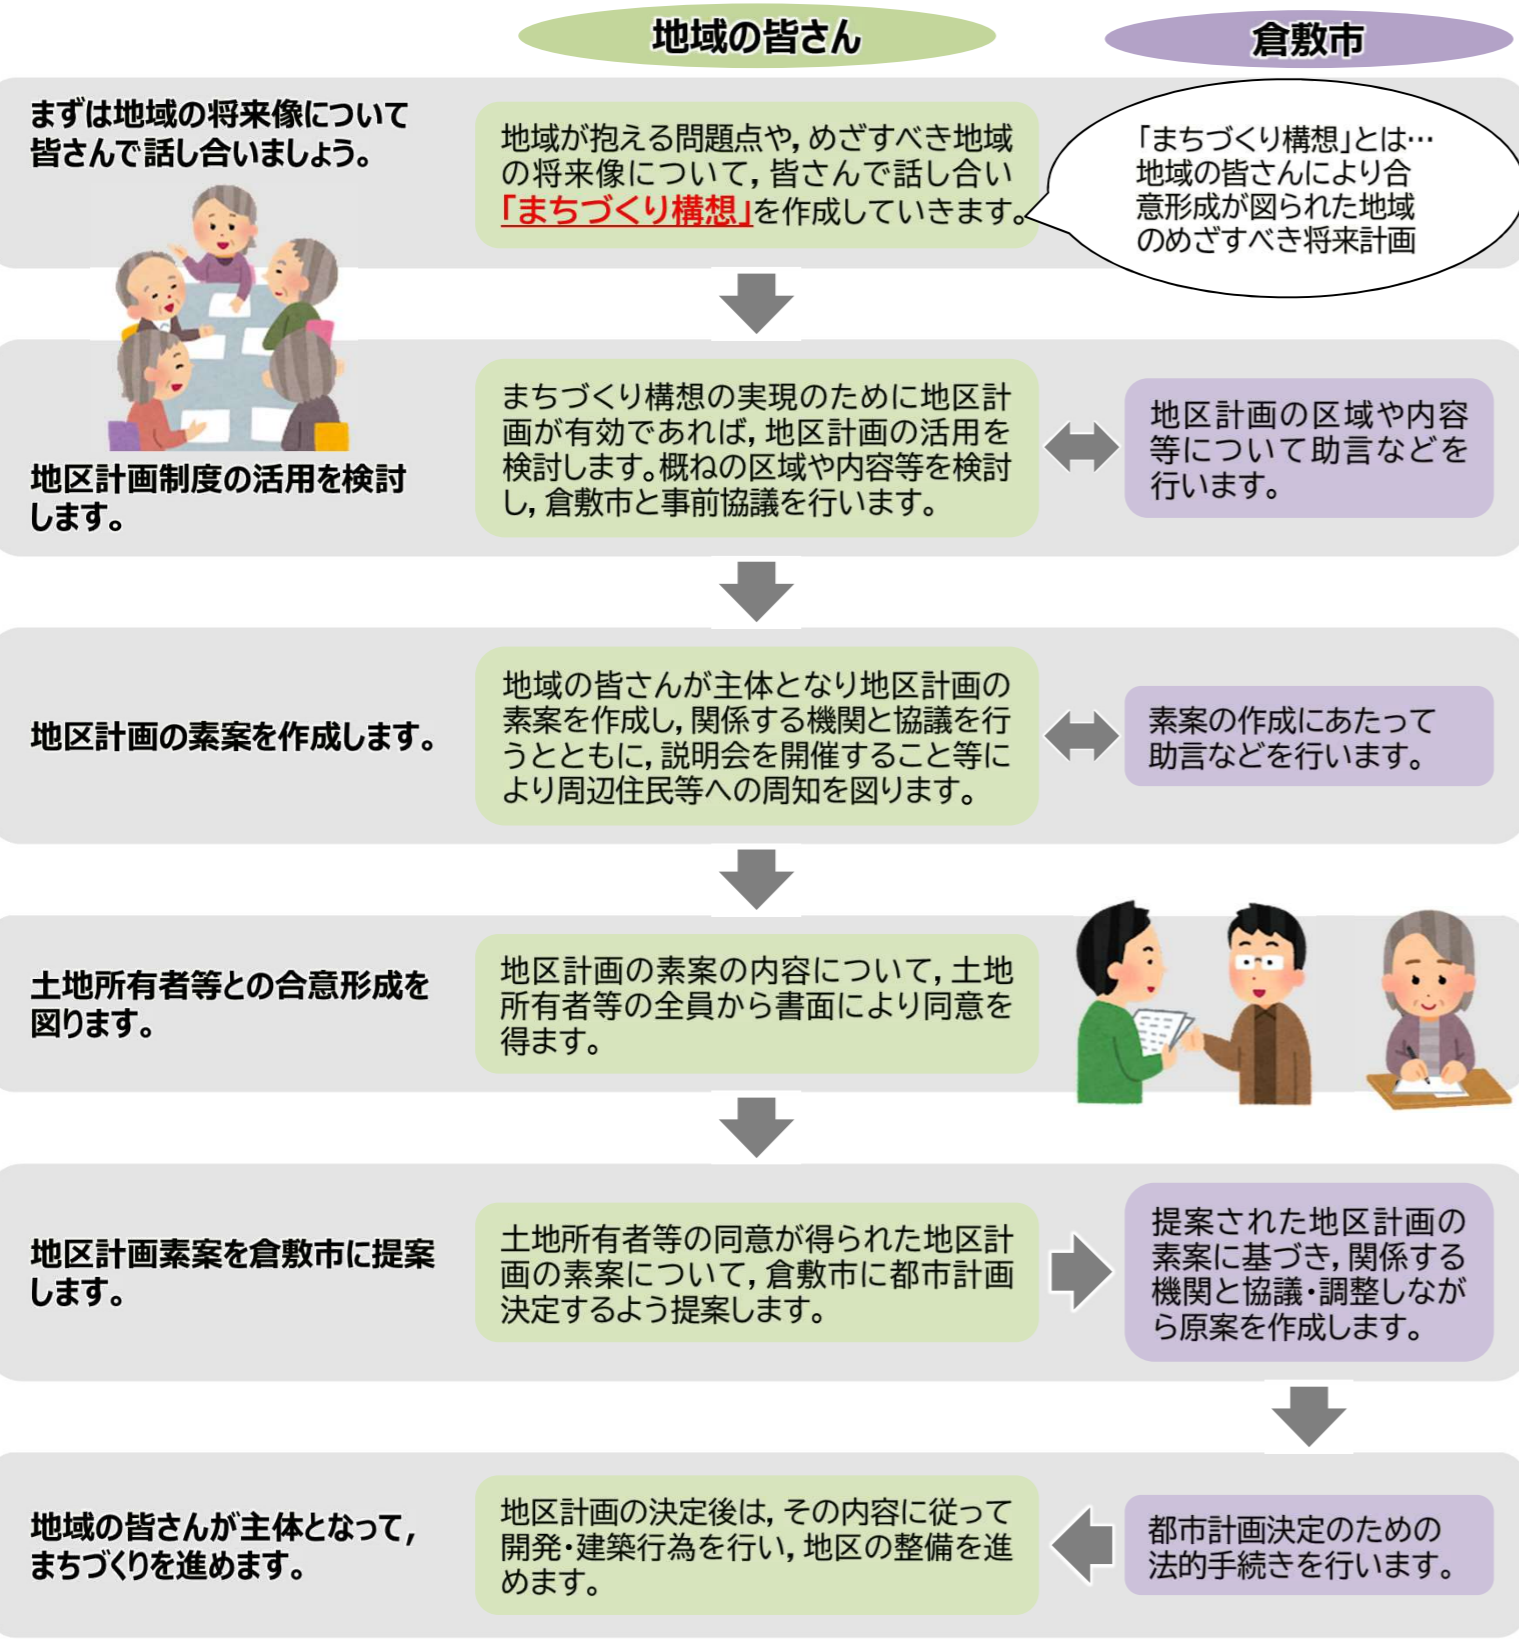 地域の皆さん
倉敷市
まずは地域の将来像について
皆さんで話し合いましょう。
地域が抱える問題点や，めざすべき地域
の将来像について，皆さんで話し合い
「まちづくり構想」を作成していきます。
「まちづくり構想」とは…
地域の皆さんにより合
意形成が図られた地域
のめざすべき将来計画
地区計画制度の活用を検討
します。
まちづくり構想の実現のために地区計
画が有効であれば，地区計画の活用を
検討します。概ねの区域や内容等を検討
し，倉敷市と事前協議を行います。
地区計画の区域や内容
等について助言などを
行います。
地区計画の素案を作成します。
地域の皆さんが主体となり地区計画の
素案を作成し，関係する機関と協議を行
うとともに，説明会を開催すること等に
より周辺住民等への周知を図ります。
素案の作成にあたって
助言などを行います。
土地所有者等との合意形成を
図ります。
地区計画の素案の内容について，土地
所有者等の全員から書面により同意を
得ます。
地区計画素案を倉敷市に提案
します。
土地所有者等の同意が得られた地区計
画の素案について，倉敷市に都市計画
決定するよう提案します。
提案された地区計画の
素案に基づき，関係する
機関と協議・調整しなが
ら原案を作成します。
地域の皆さんが主体となって，
まちづくりを進めます。
地区計画の決定後は，その内容に従って
開発・建築行為を行い，地区の整備を進
めます。
都市計画決定のための
法的手続きを行います。